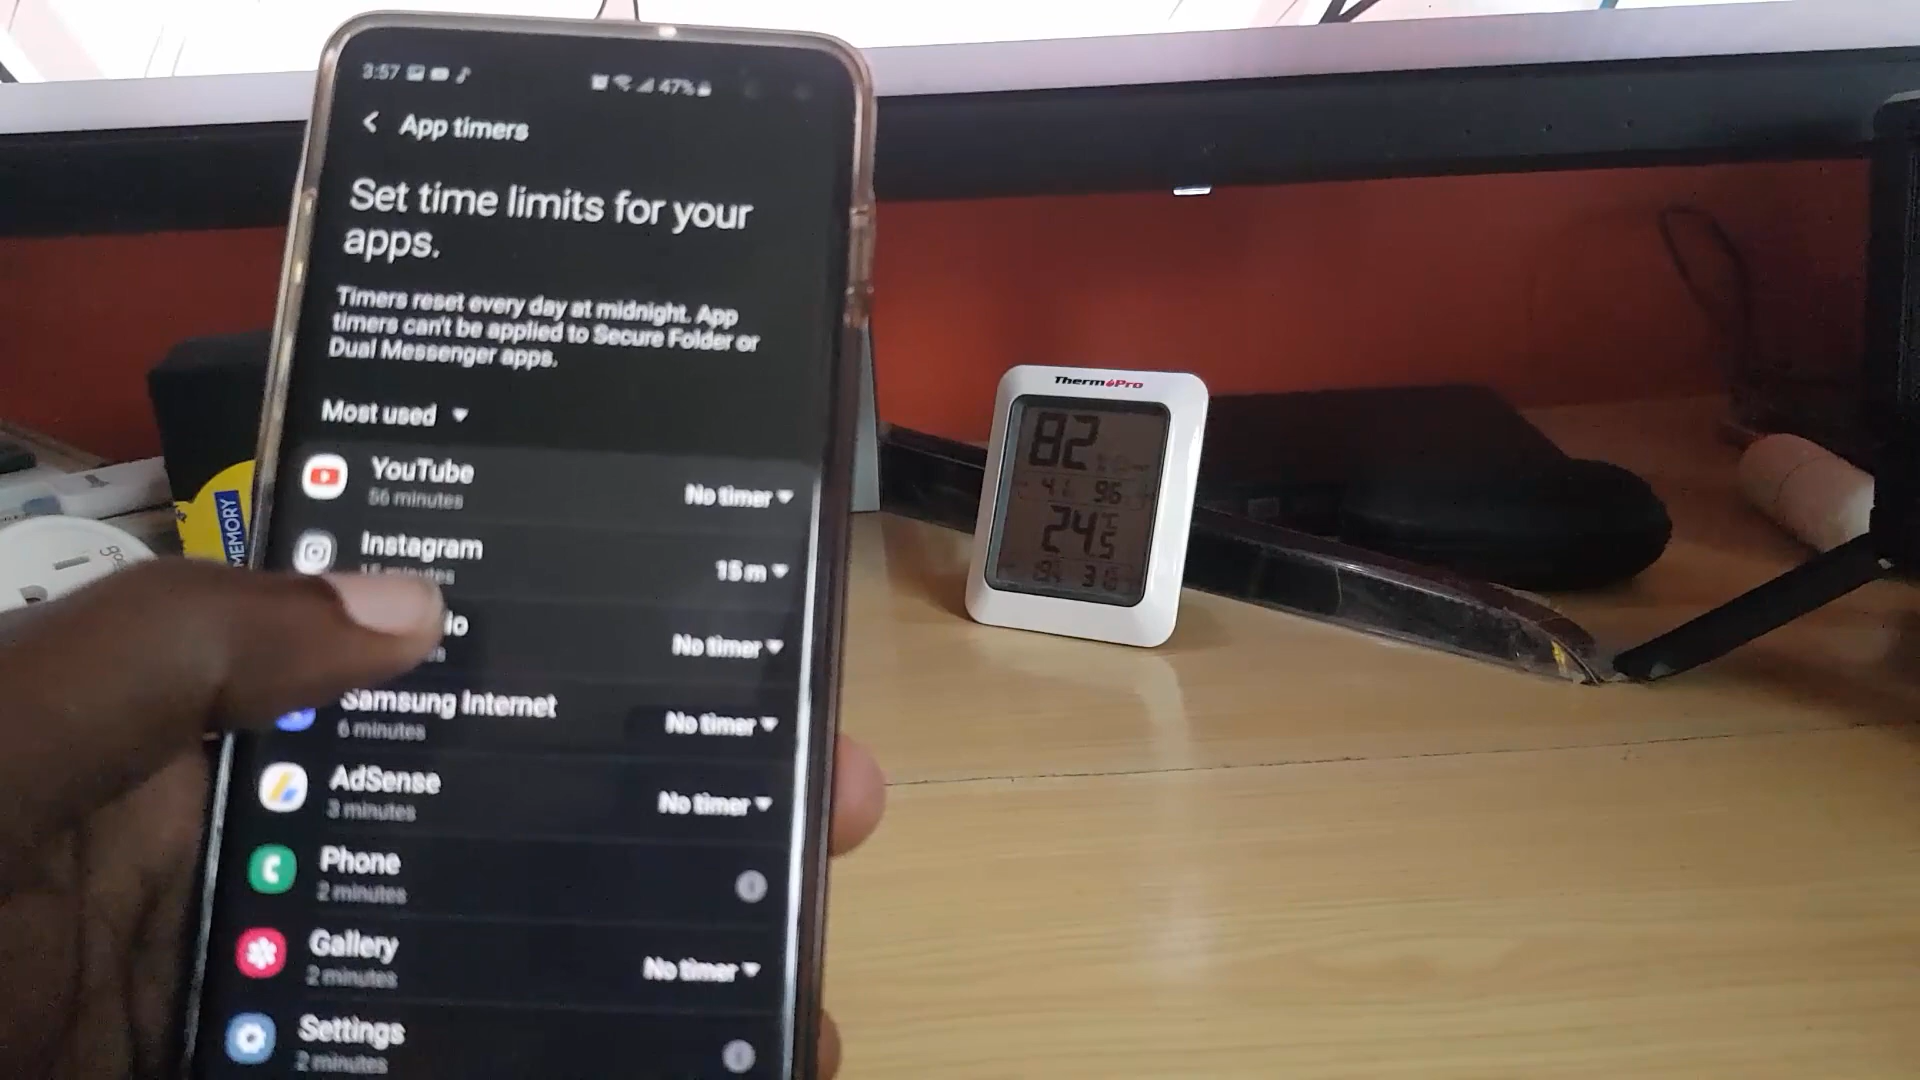 3:57
47%
App timers
Set time limits for your
apps.
Timers reset every day at midnight. App
timers can't be applied to Secure Folder or
Dual Messenger apps.
Most used
YouTube
56 minutes
No timer
Instagram
minutes
15 m
io
No timer
Samsung Internet
6 minutes
No timer
AdSense
3 minutes
No timer
Phone
2 minutes
Gallery
2 minutes
No timer
Settings
2 minutes
MEMORY
ThermoPro
82
96
24.5